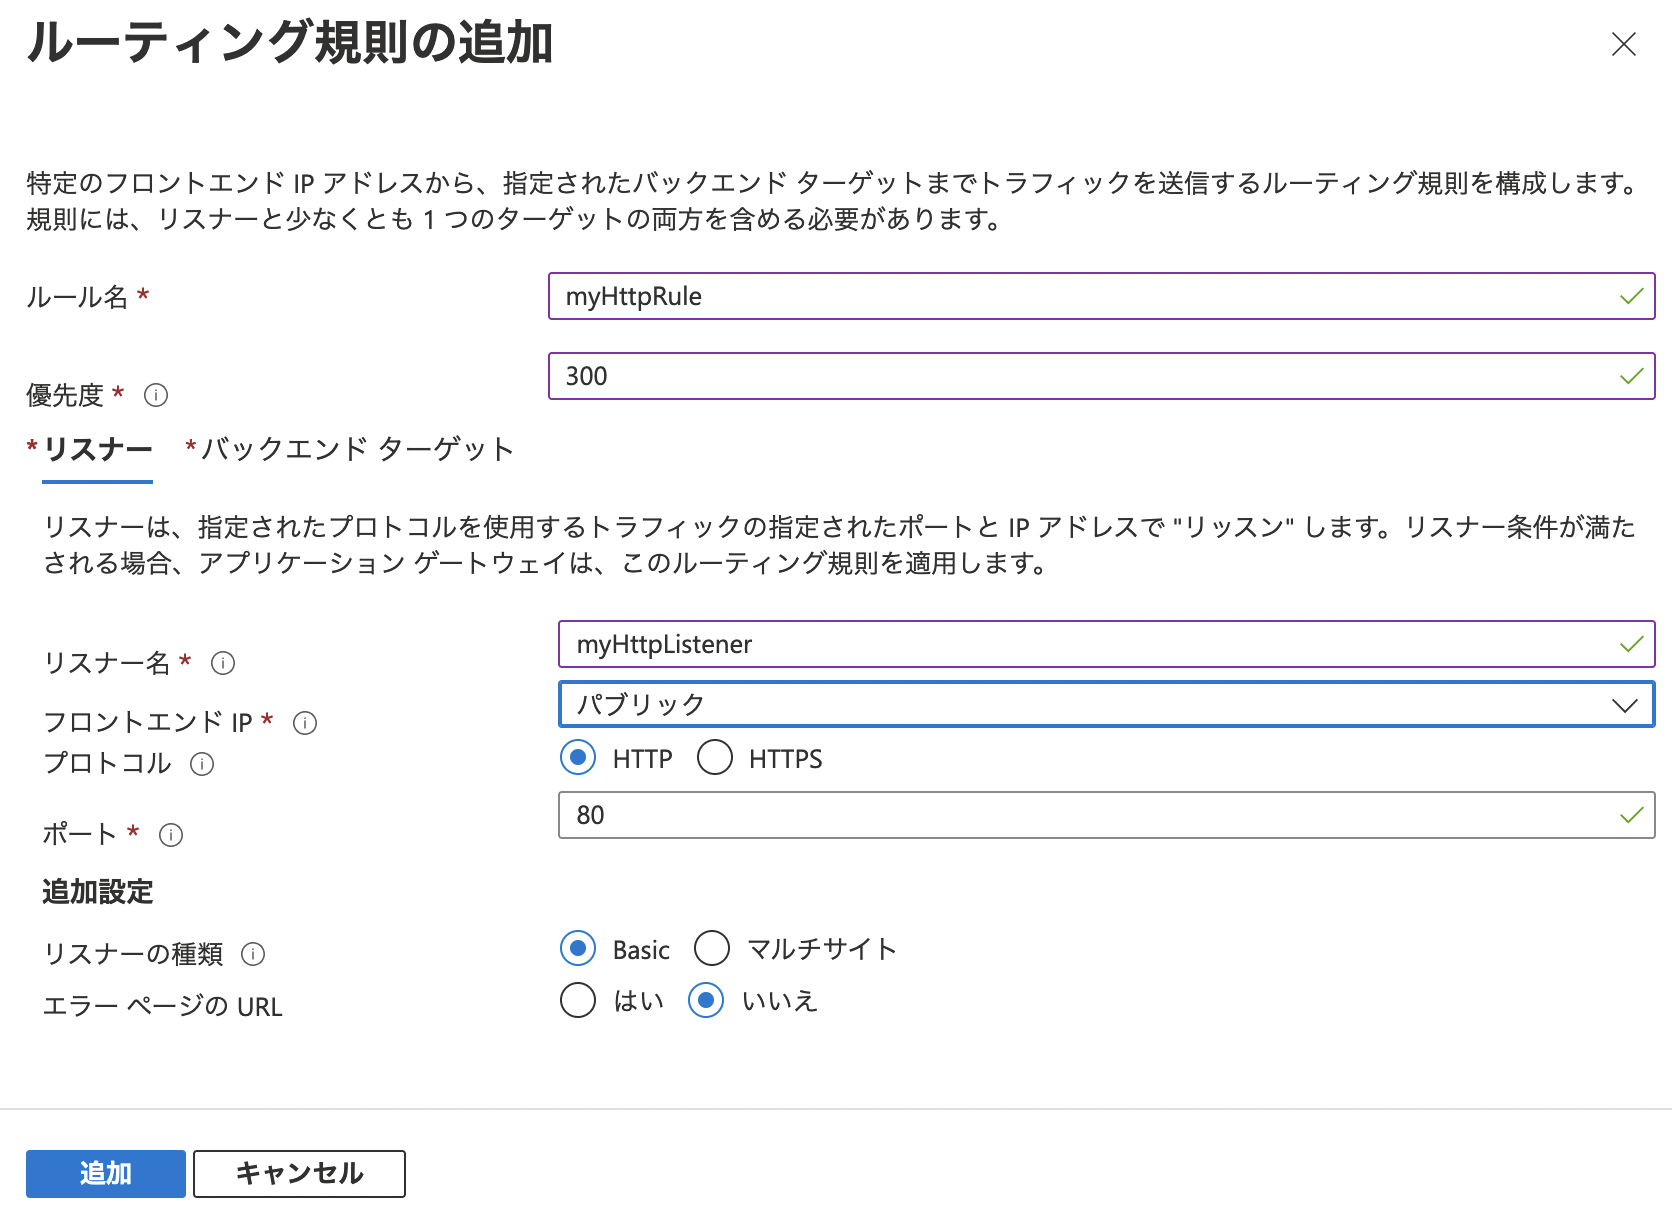 ルーティング規則の追加
特定のフロントエンド IP アドレスから、指定されたバックエンド ターゲットまでトラフィックを送信するルーティング規則を構成します。
規則には、リスナーと少なくとも 1 つのターゲットの両方を含める必要があります。
ルール名 * myHttpRule
優先度 * 300
* リスナー * バックエンド ターゲット
リスナーは、指定されたプロトコルを使用するトラフィックの指定されたポートと IP アドレスで "リッスン" します。リスナー条件が満た
される場合、アプリケーション ゲートウェイは、このルーティング規則を適用します。
リスナー名 * myHttpListener
フロントエンド IP * パブリック
プロトコル HTTP HTTPS
ポート * 80
追加設定
リスナーの種類 Basic マルチサイト
エラー ページの URL はい いいえ
追加 キャンセル